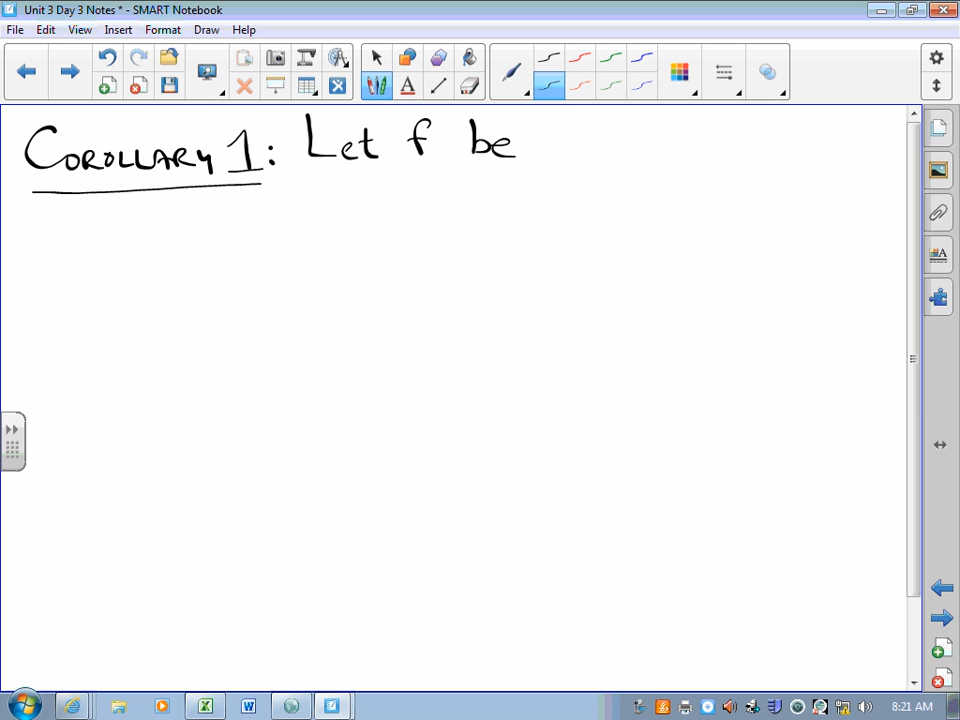 Unit 3 Day 3 Notes * - SMART Notebook
File Edit View Insert Format Draw Help
COROLLARY 1: Let f be
8:21 AM